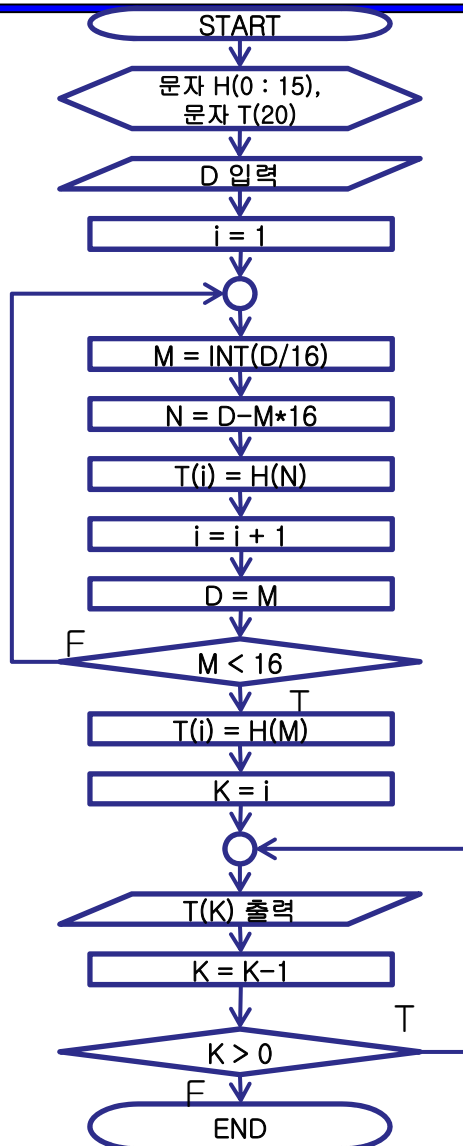 START
문자 H(0 : 15),
문자 T(20)
D 입력
i = 1
M = INT(D/16)
N = D-M*16
T(i) = H(N)
i = i + 1
D = M
F
M < 16
T
T(i) = H(M)
K = i
T(K) 출력
K = K-1
T
K > 0
F
END